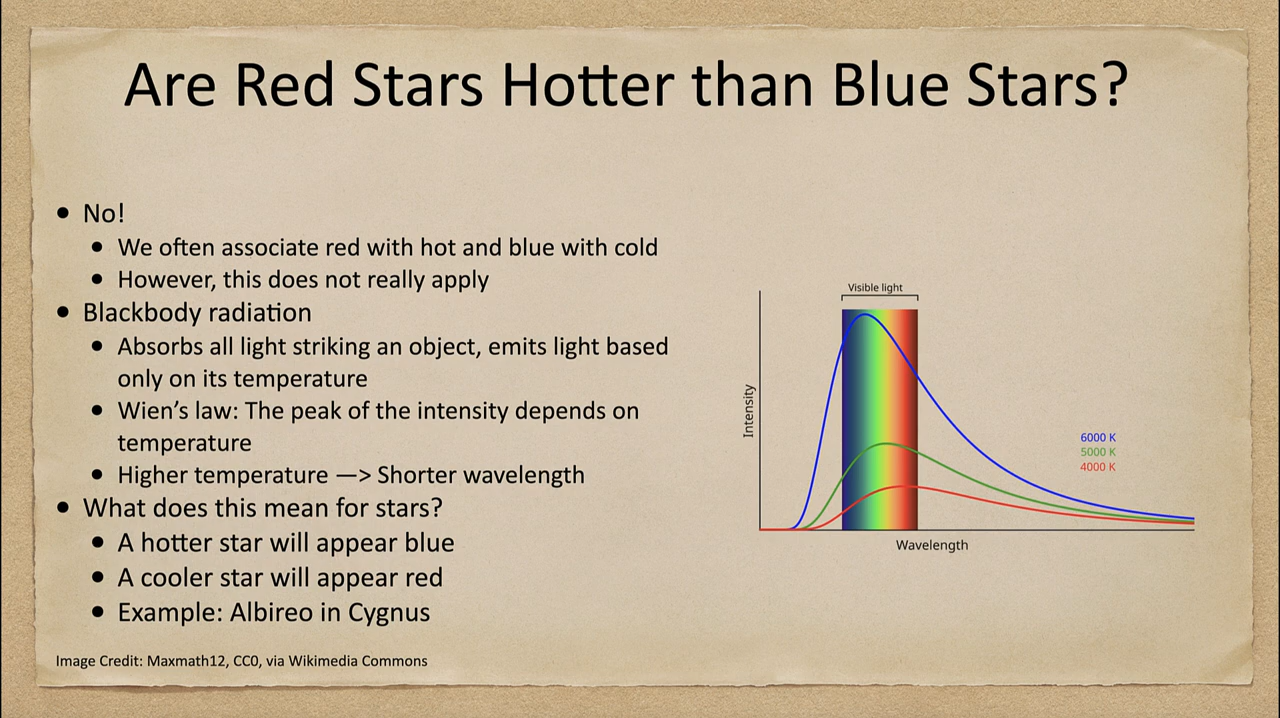 Are Red Stars Hotter than Blue Stars?
• No!
• We often associate red with hot and blue with cold
• However, this does not really apply
• Blackbody radiation
• Absorbs all light striking an object, emits light based
only on its temperature
• Wien’s law: The peak of the intensity depends on
temperature
• Higher temperature —> Shorter wavelength
• What does this mean for stars?
• A hotter star will appear blue
• A cooler star will appear red
• Example: Albireo in Cygnus
Image Credit: Maxmath12, CC0, via Wikimedia Commons
Visible light
Intensity
6000 K
5000 K
4000 K
Wavelength